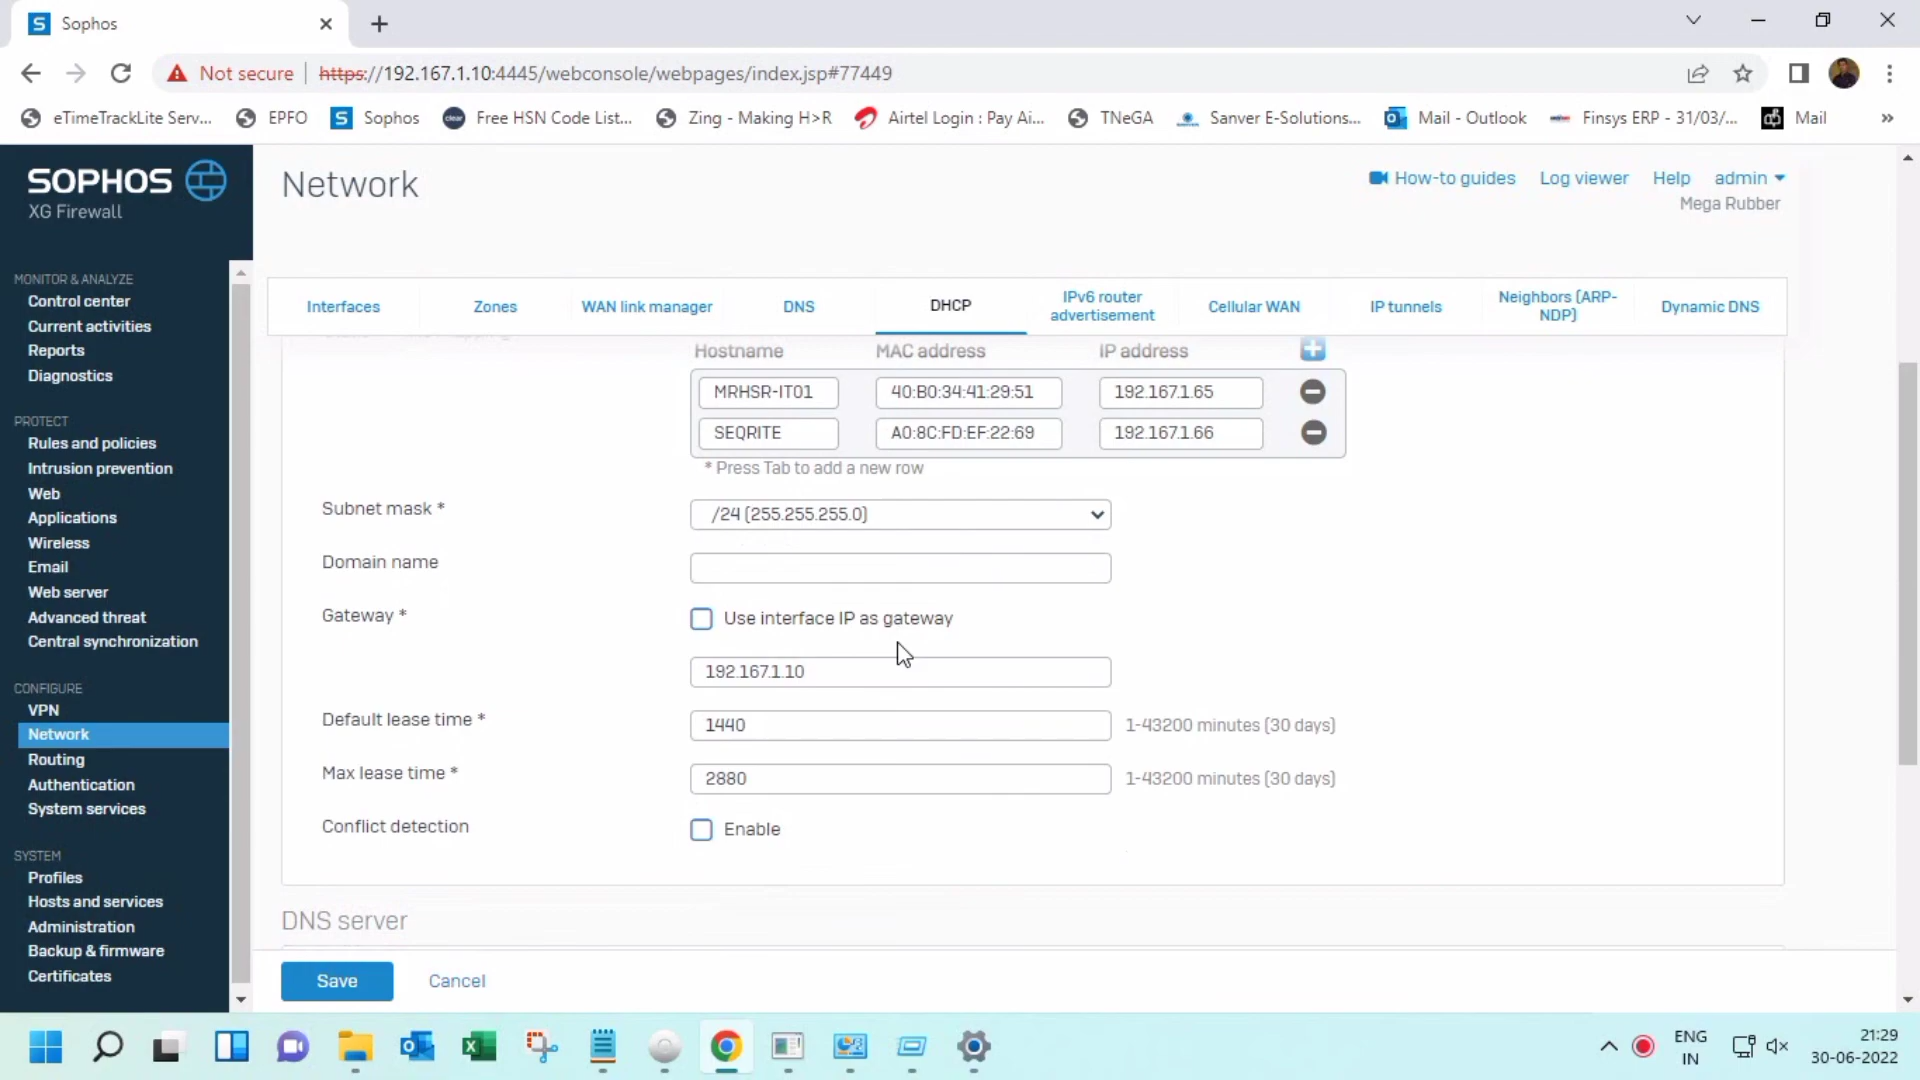 Sophos
Not secure https://192.167.1.10:4445/webconsole/webpages/index.jsp#77449
eTimeTrackLite Serv... EPFO Sophos Free HSN Code List... Zing - Making H>R Airtel Login : Pay Ai... TNeGA Sanver E-Solutions... Mail - Outlook Finsys ERP - 31/03/... Mail »
SOPHOS
XG Firewall
Network
How-to guides Log viewer Help admin
Mega Rubber
MONITOR & ANALYZE
Control center
Current activities
Reports
Diagnostics
PROTECT
Rules and policies
Intrusion prevention
Web
Applications
Wireless
Email
Web server
Advanced threat
Central synchronization
CONFIGURE
VPN
Network
Routing
Authentication
System services
SYSTEM
Profiles
Hosts and services
Administration
Backup & firmware
Certificates
Interfaces Zones WAN link manager DNS DHCP IPv6 router advertisement Cellular WAN IP tunnels Neighbors (ARP-NDP) Dynamic DNS
Hostname MAC address IP address
MRHSR-IT01 40:B0:34:41:29:51 192.167.1.65
SEQRITE A0:8C:FD:EF:22:69 192.167.1.66
* Press Tab to add a new row
Subnet mask * /24 (255.255.255.0)
Domain name
Gateway * Use interface IP as gateway
192.167.1.10
Default lease time * 1440 1-43200 minutes (30 days)
Max lease time * 2880 1-43200 minutes (30 days)
Conflict detection Enable
DNS server
Save Cancel
ENG
IN
21:29
30-06-2022